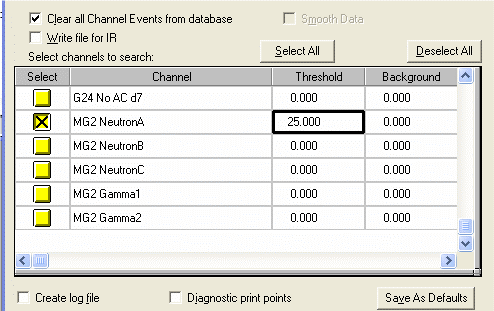 Clear all Channel Events from database
Smooth Data
Write file for IR
Select channels to search:
Select All
Deselect All
Select Channel Threshold Background
G24 No AC d7 0.000 0.000
MG2 NeutronA 25.000 0.000
MG2 NeutronB 0.000 0.000
MG2 NeutronC 0.000 0.000
MG2 Gamma1 0.000 0.000
MG2 Gamma2 0.000 0.000
Create log file
Diagnostic print points
Save As Defaults